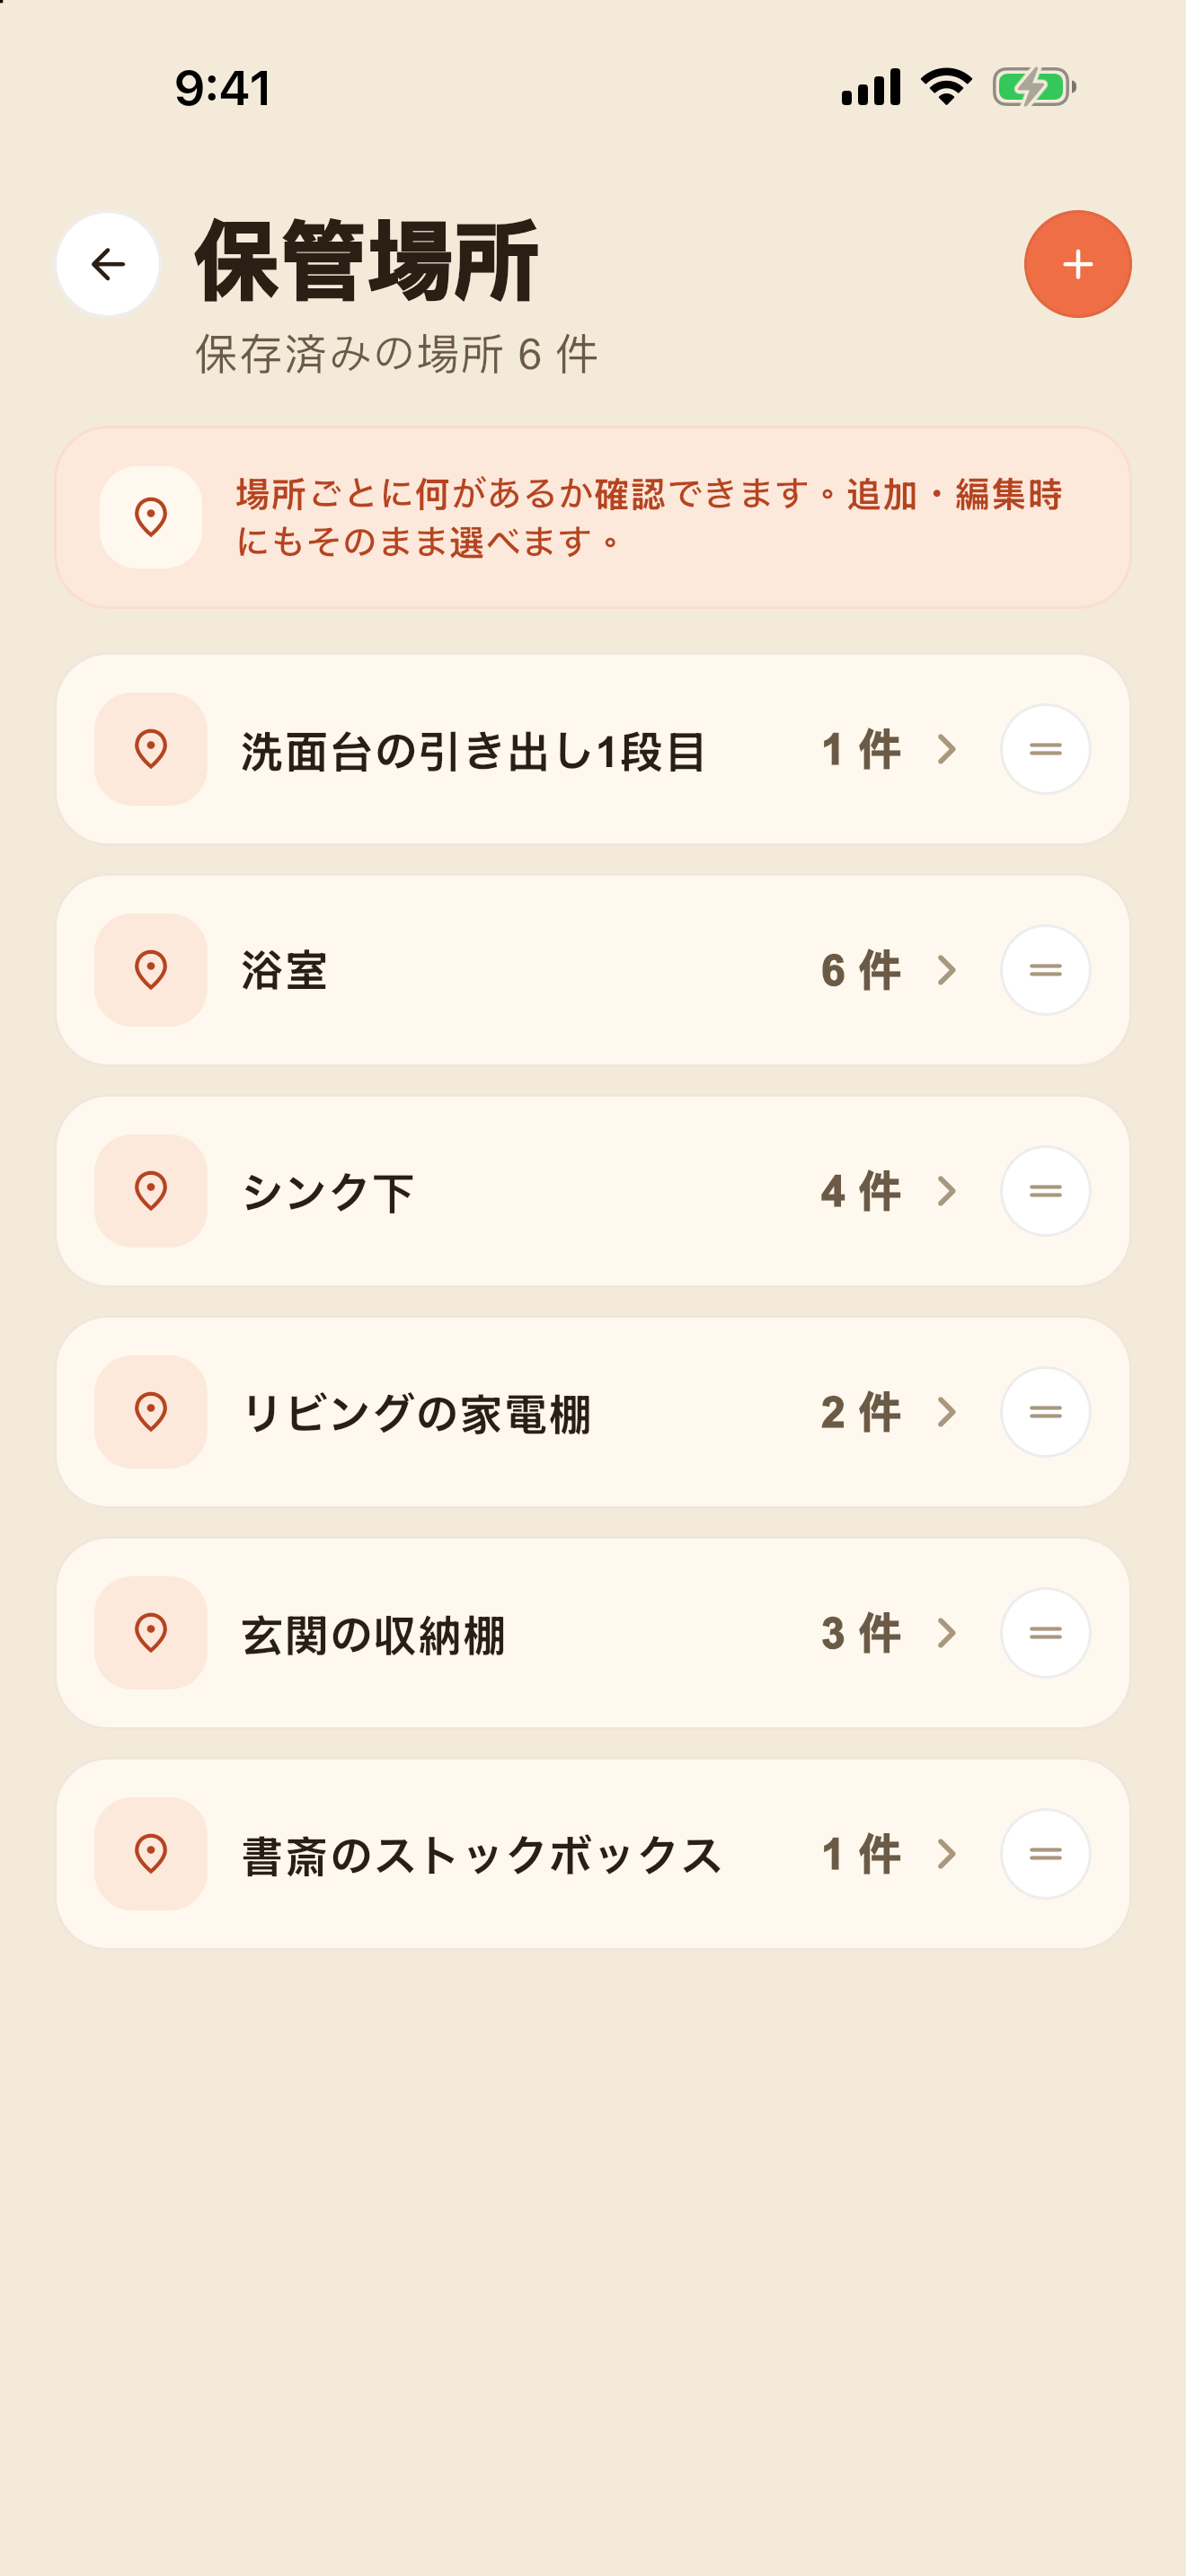 9:41
保管場所
保存済みの場所 6 件
場所ごとに何があるか確認できます。追加・編集時
にもそのまま選べます。
洗面台の引き出し1段目 1 件
浴室 6 件
シンク下 4 件
リビングの家電棚 2 件
玄関の収納棚 3 件
書斎のストックボックス 1 件